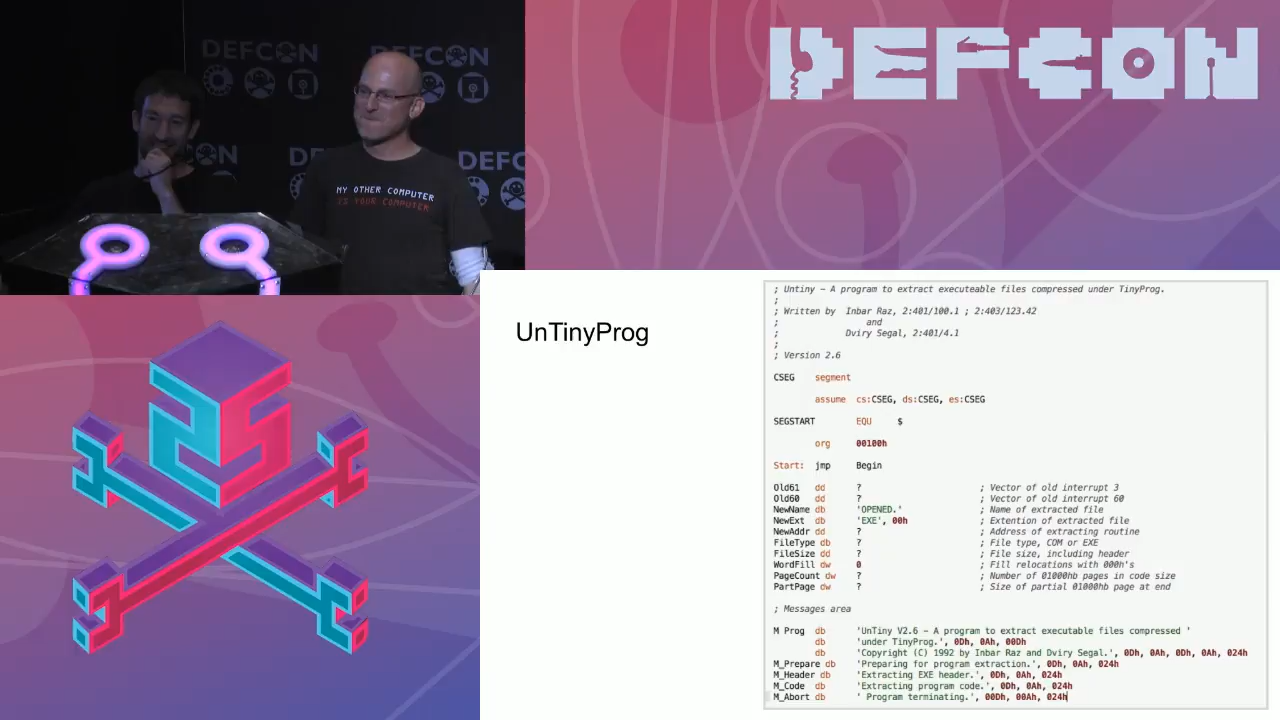 DEFCON
DEFCON
DEFCON
CON
DEFC
DEFC
MY OTHER COMPUTER
IS YOUR COMPUTER
UnTinyProg
; Untiny - A program to extract executeable files compressed under TinyProg.
;
; Written by Inbar Raz, 2:401/100.1 ; 2:403/123.42
; and
; Dviry Segal, 2:401/4.1
;
; Version 2.6
CSEG segment
assume cs:CSEG, ds:CSEG, es:CSEG
SEGSTART EQU $
org 00100h
Start: jmp Begin
Old61 dd ? ; Vector of old interrupt 3
Old60 dd ? ; Vector of old interrupt 60
NewName db 'OPENED.' ; Name of extracted file
NewExt db 'EXE', 00h ; Extention of extracted file
NewAddr dd ? ; Address of extracting routine
FileType db ? ; File type, COM or EXE
FileSize dd ? ; File size, including header
WordFill dw 0 ; Fill relocations with 000h's
PageCount dw ? ; Number of 01000hb pages in code size
PartPage dw ? ; Size of partial 01000hb page at end
; Messages area
M Prog db 'UnTiny V2.6 - A program to extract executable files compressed '
db 'under TinyProg.', 0Dh, 0Ah, 00Dh
db 'Copyright (C) 1992 by Inbar Raz and Dviry Segal.', 0Dh, 0Ah, 0Dh, 0Ah, 024h
M_Prepare db 'Preparing for program extraction.', 0Dh, 0Ah, 024h
M_Header db 'Extracting EXE header.', 0Dh, 0Ah, 024h
M_Code db 'Extracting program code.', 0Dh, 0Ah, 024h
M_Abort db ' Program terminating.', 00Dh, 00Ah, 024h